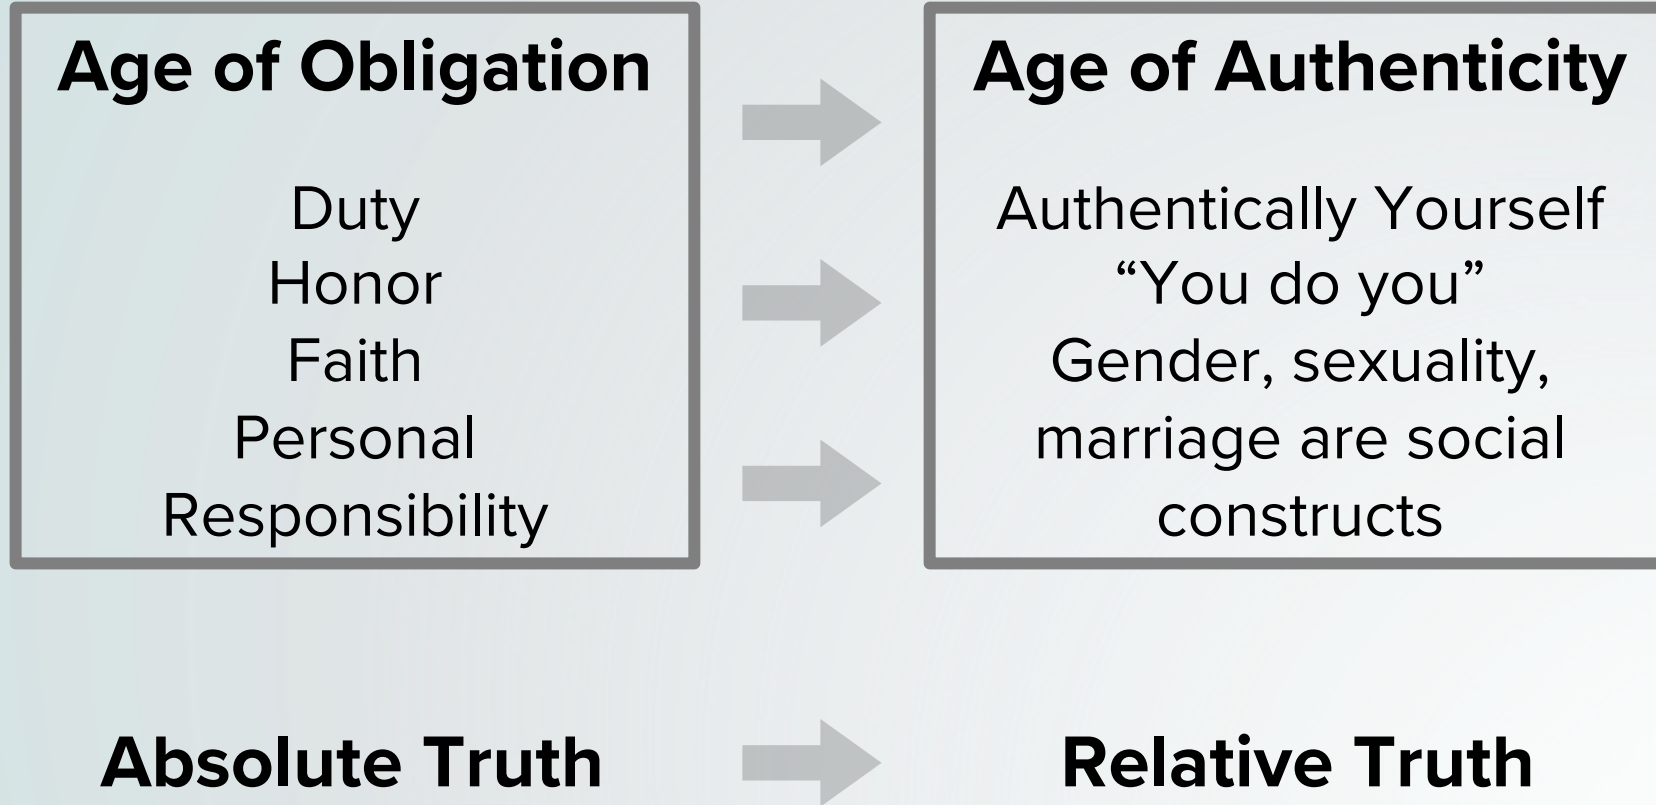 Age of Obligation
Duty
Honor
Faith
Personal
Responsibility
Age of Authenticity
Authentically Yourself
“You do you”
Gender, sexuality,
marriage are social
constructs
Absolute Truth
Relative Truth